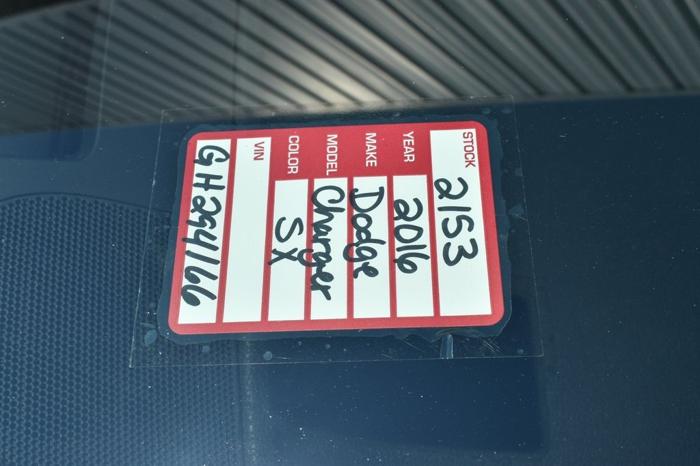 STOCK 2153
YEAR 2016
MAKE Dodge
MODEL Charger
COLOR SX
VIN
GH294166